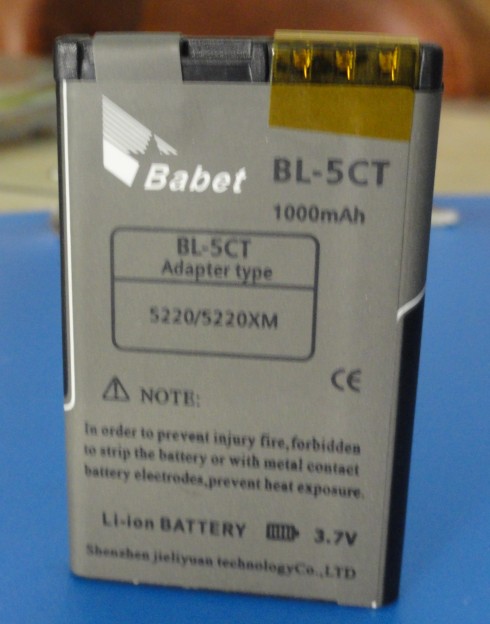 Babet
BL-5CT
1000mAh
BL-5CT
Adapter type
5220/5220XM
CE
NOTE:
In order to prevent injury fire,forbidden
to strip the battery or with metal contact
battery electrodes,prevent heat exposure.
Li-ion BATTERY 3.7V
Shenzhen jieliyuan technologyCo.,LTD